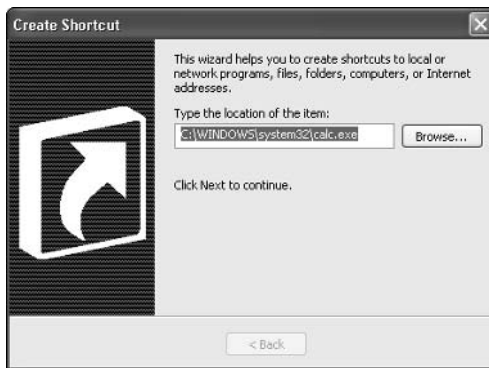 Create Shortcut
This wizard helps you to create shortcuts to local or
network programs, files, folders, computers, or Internet
addresses.
Type the location of the item:
C:\WINDOWS\system32\calc.exe
Browse...
Click Next to continue.
< Back